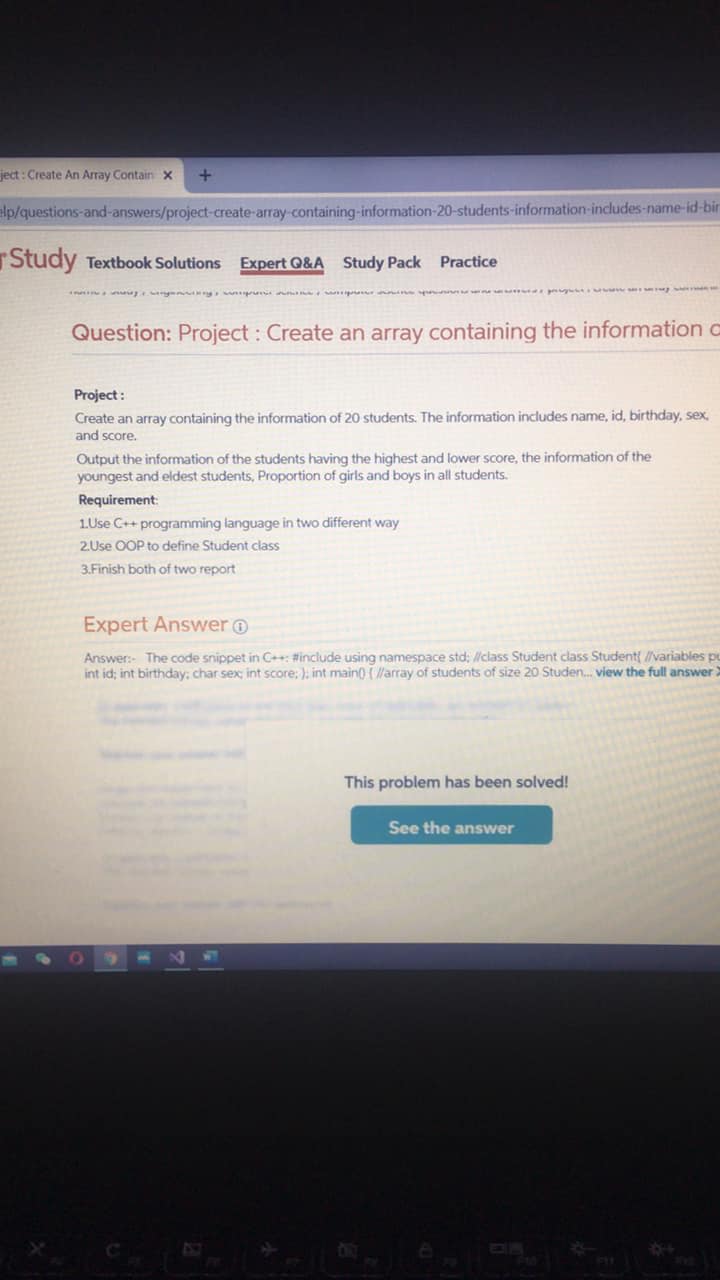 ject : Create An Array Contain × +
elp/questions-and-answers/project-create-array-containing-information-20-students-information-includes-name-id-bir
Study Textbook Solutions Expert Q&A Study Pack Practice
Question: Project : Create an array containing the information
Project :
Create an array containing the information of 20 students. The information includes name, id, birthday, sex,
and score.
Output the information of the students having the highest and lower score, the information of the
youngest and eldest students, Proportion of girls and boys in all students.
Requirement:
1.Use C++ programming language in two different way
2.Use OOP to define Student class
3.Finish both of two report
Expert Answer
Answer:- The code snippet in C++: #include using namespace std; //class Student class Student{ //variables pu
int id; int birthday; char sex; int score; }; int main() { //array of students of size 20 Studen... view the full answer
This problem has been solved!
See the answer